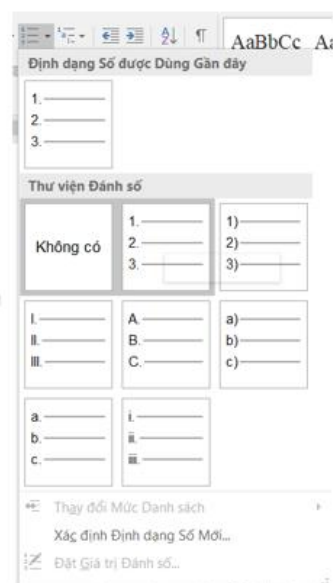 AaBbCc Aa
Định dạng Số được Dùng Gần đây
1.
2.
3.
Thư viện Đánh số
Không có
1.
2.
3.
1)
2)
3)
I.
II.
III.
A.
B.
C.
a)
b)
c)
a.
b.
c.
i.
ii.
iii.
Thay đổi Mức Danh sách
Xác định Định dạng Số Mới...
Đặt Giá trị Đánh số...